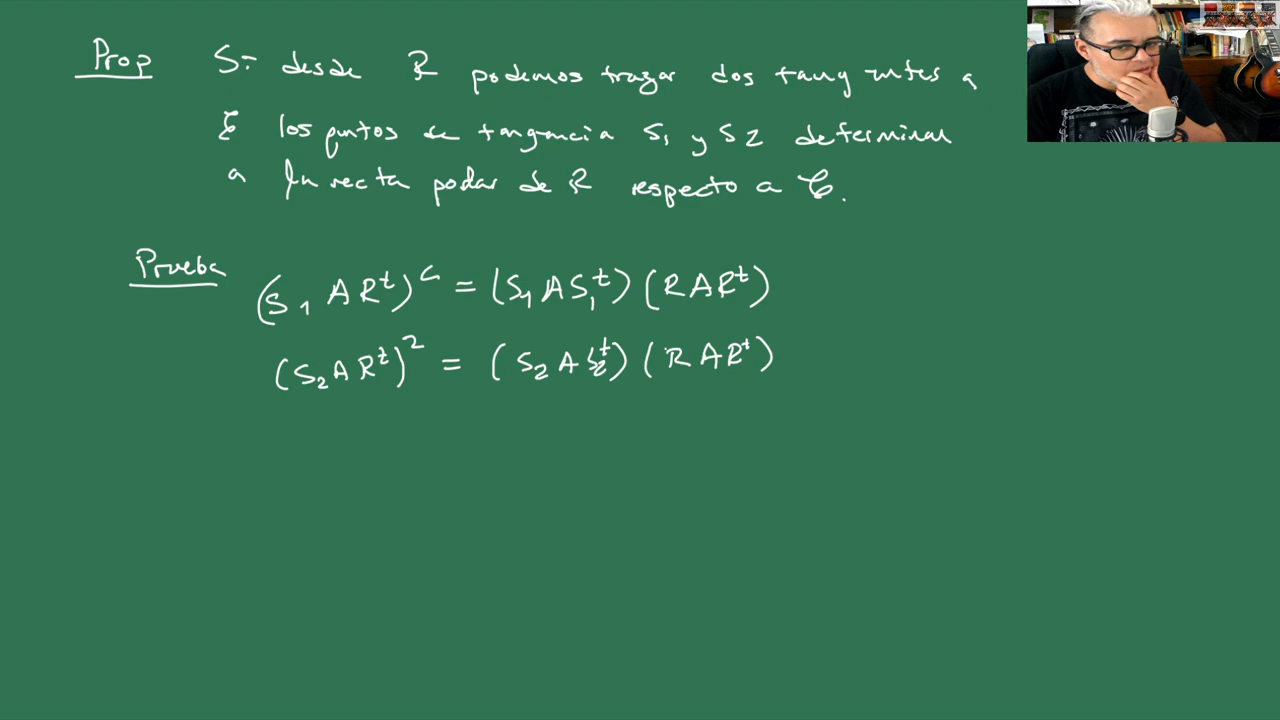 Prop Si desde R podemos trazar dos tangentes a
C los puntos de tangencia S₁ y S2 determinan
a la recta polar de R respecto a C.
Prueba (S₁ A Rᵗ)² = (S₁ A S₁ᵗ) (R A Rᵗ)
(S₂ A Rᵗ)² = (S₂ A S₂ᵗ) (R A Rᵗ)